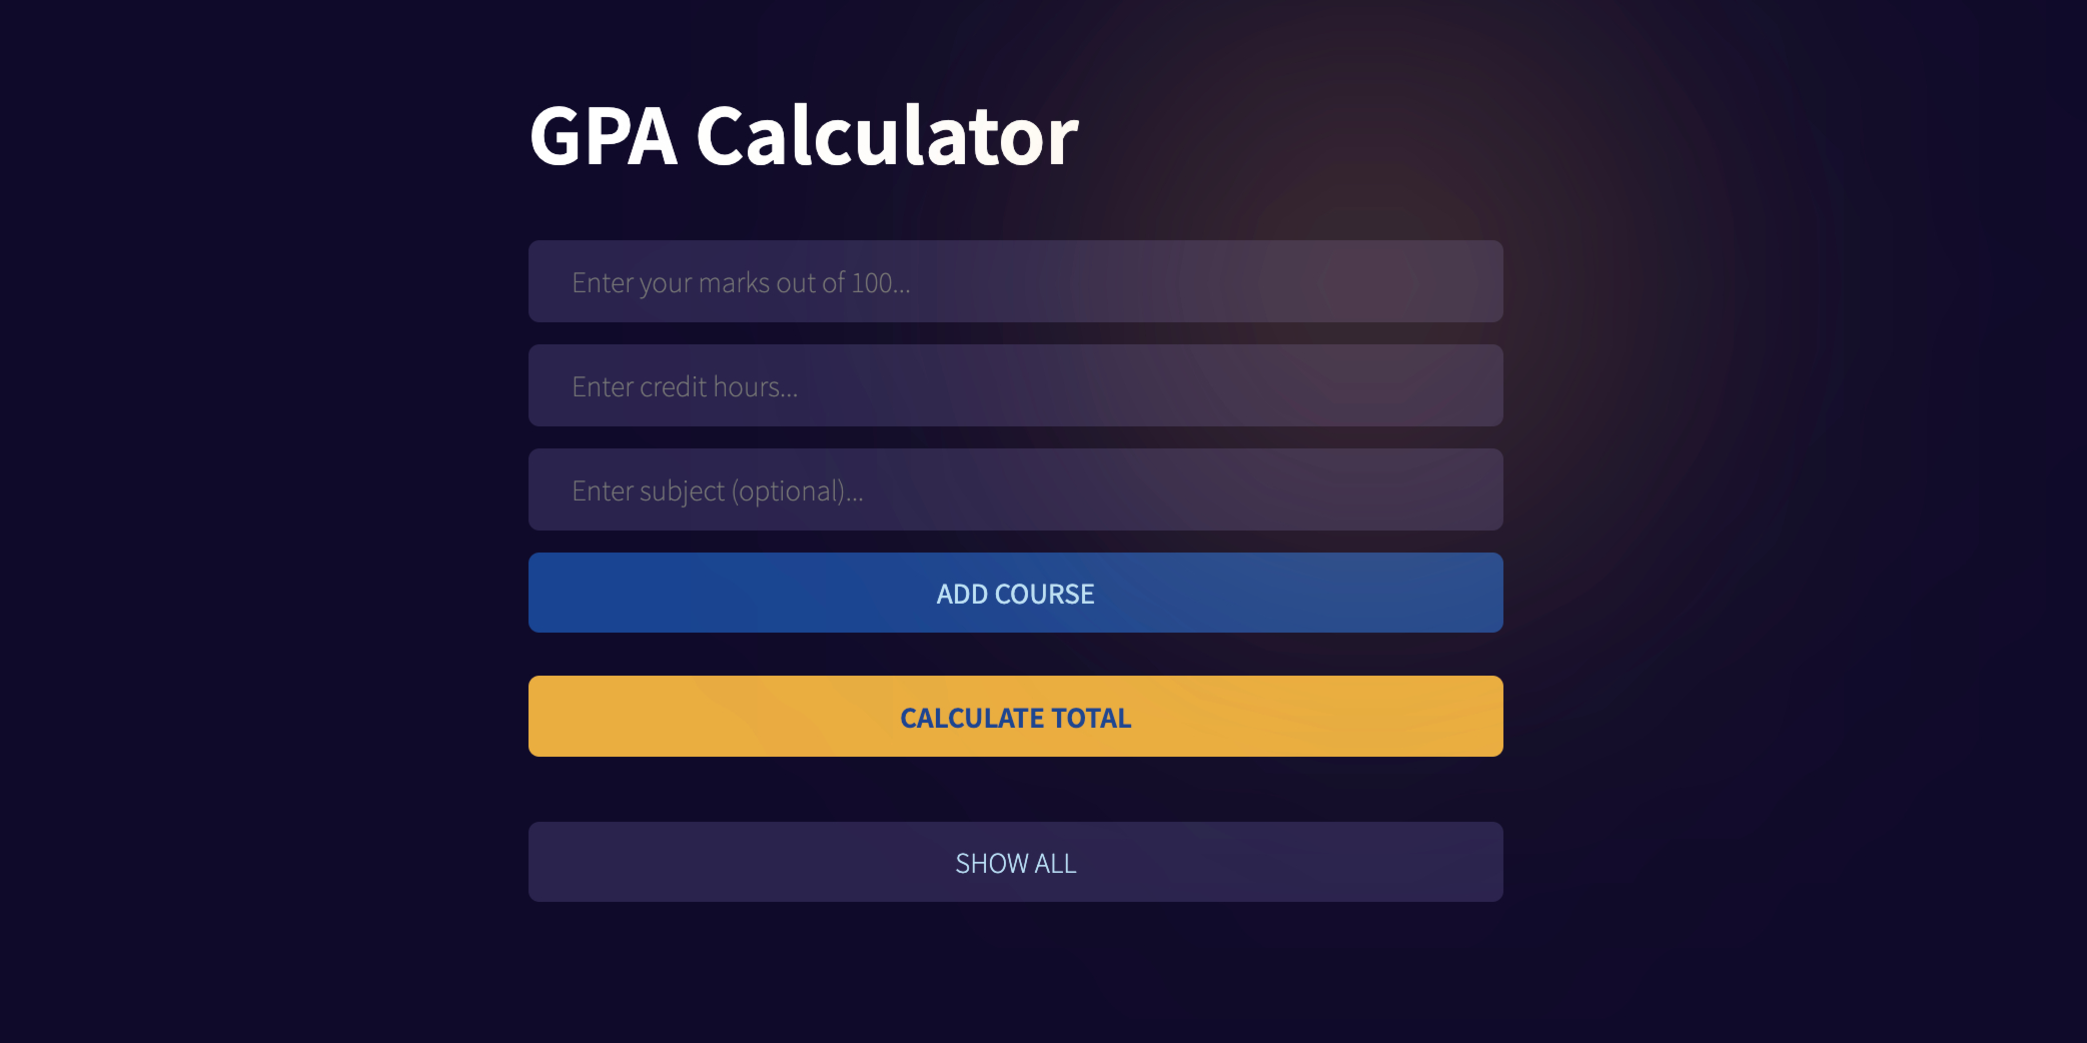 GPA Calculator
Enter your marks out of 100...
Enter credit hours...
Enter subject (optional)...
ADD COURSE
CALCULATE TOTAL
SHOW ALL